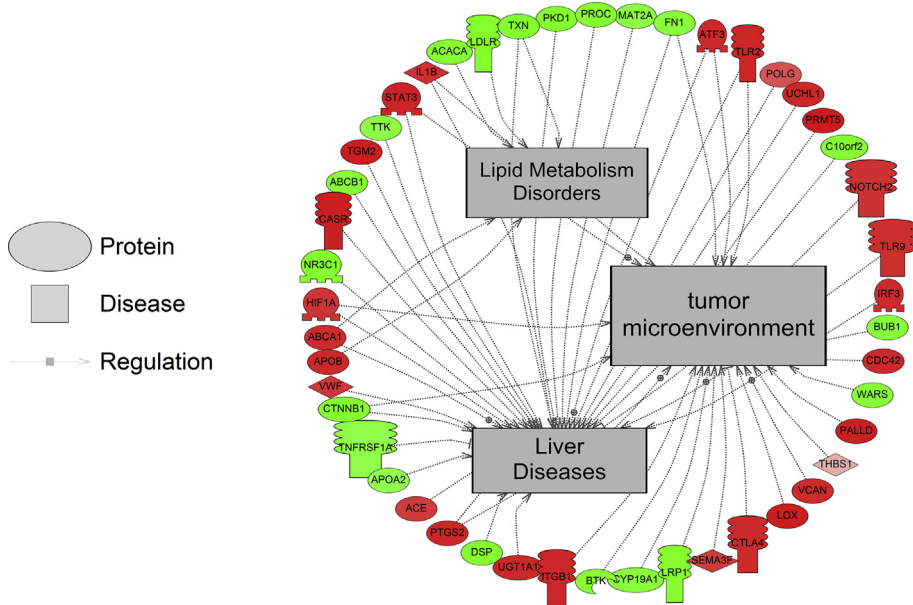 TXN
PKD1
PROC
MAT2A
FN1
LDLR
ATF3
TLR2
ACACA
IL1B
POLG
STAT3
UCHL1
TTK
PRMT5
TGM2
C10orf2
ABCB1
Lipid Metabolism
Disorders
NOTCH2
CASR
Protein
TLR9
NR3C1
Disease
IRF3
HIF1A
tumor
microenvironment
BUB1
ABCA1
Regulation
APOB
CDC42
VWF
WARS
CTNNB1
PALLD
TNFRSF1A
Liver
Diseases
THBS1
APOA2
VCAN
ACE
LOX
PTGS2
CTLA4
DSP
SEMA3F
UGT1A1
ITGB1
LRP1
BTK
CYP19A1